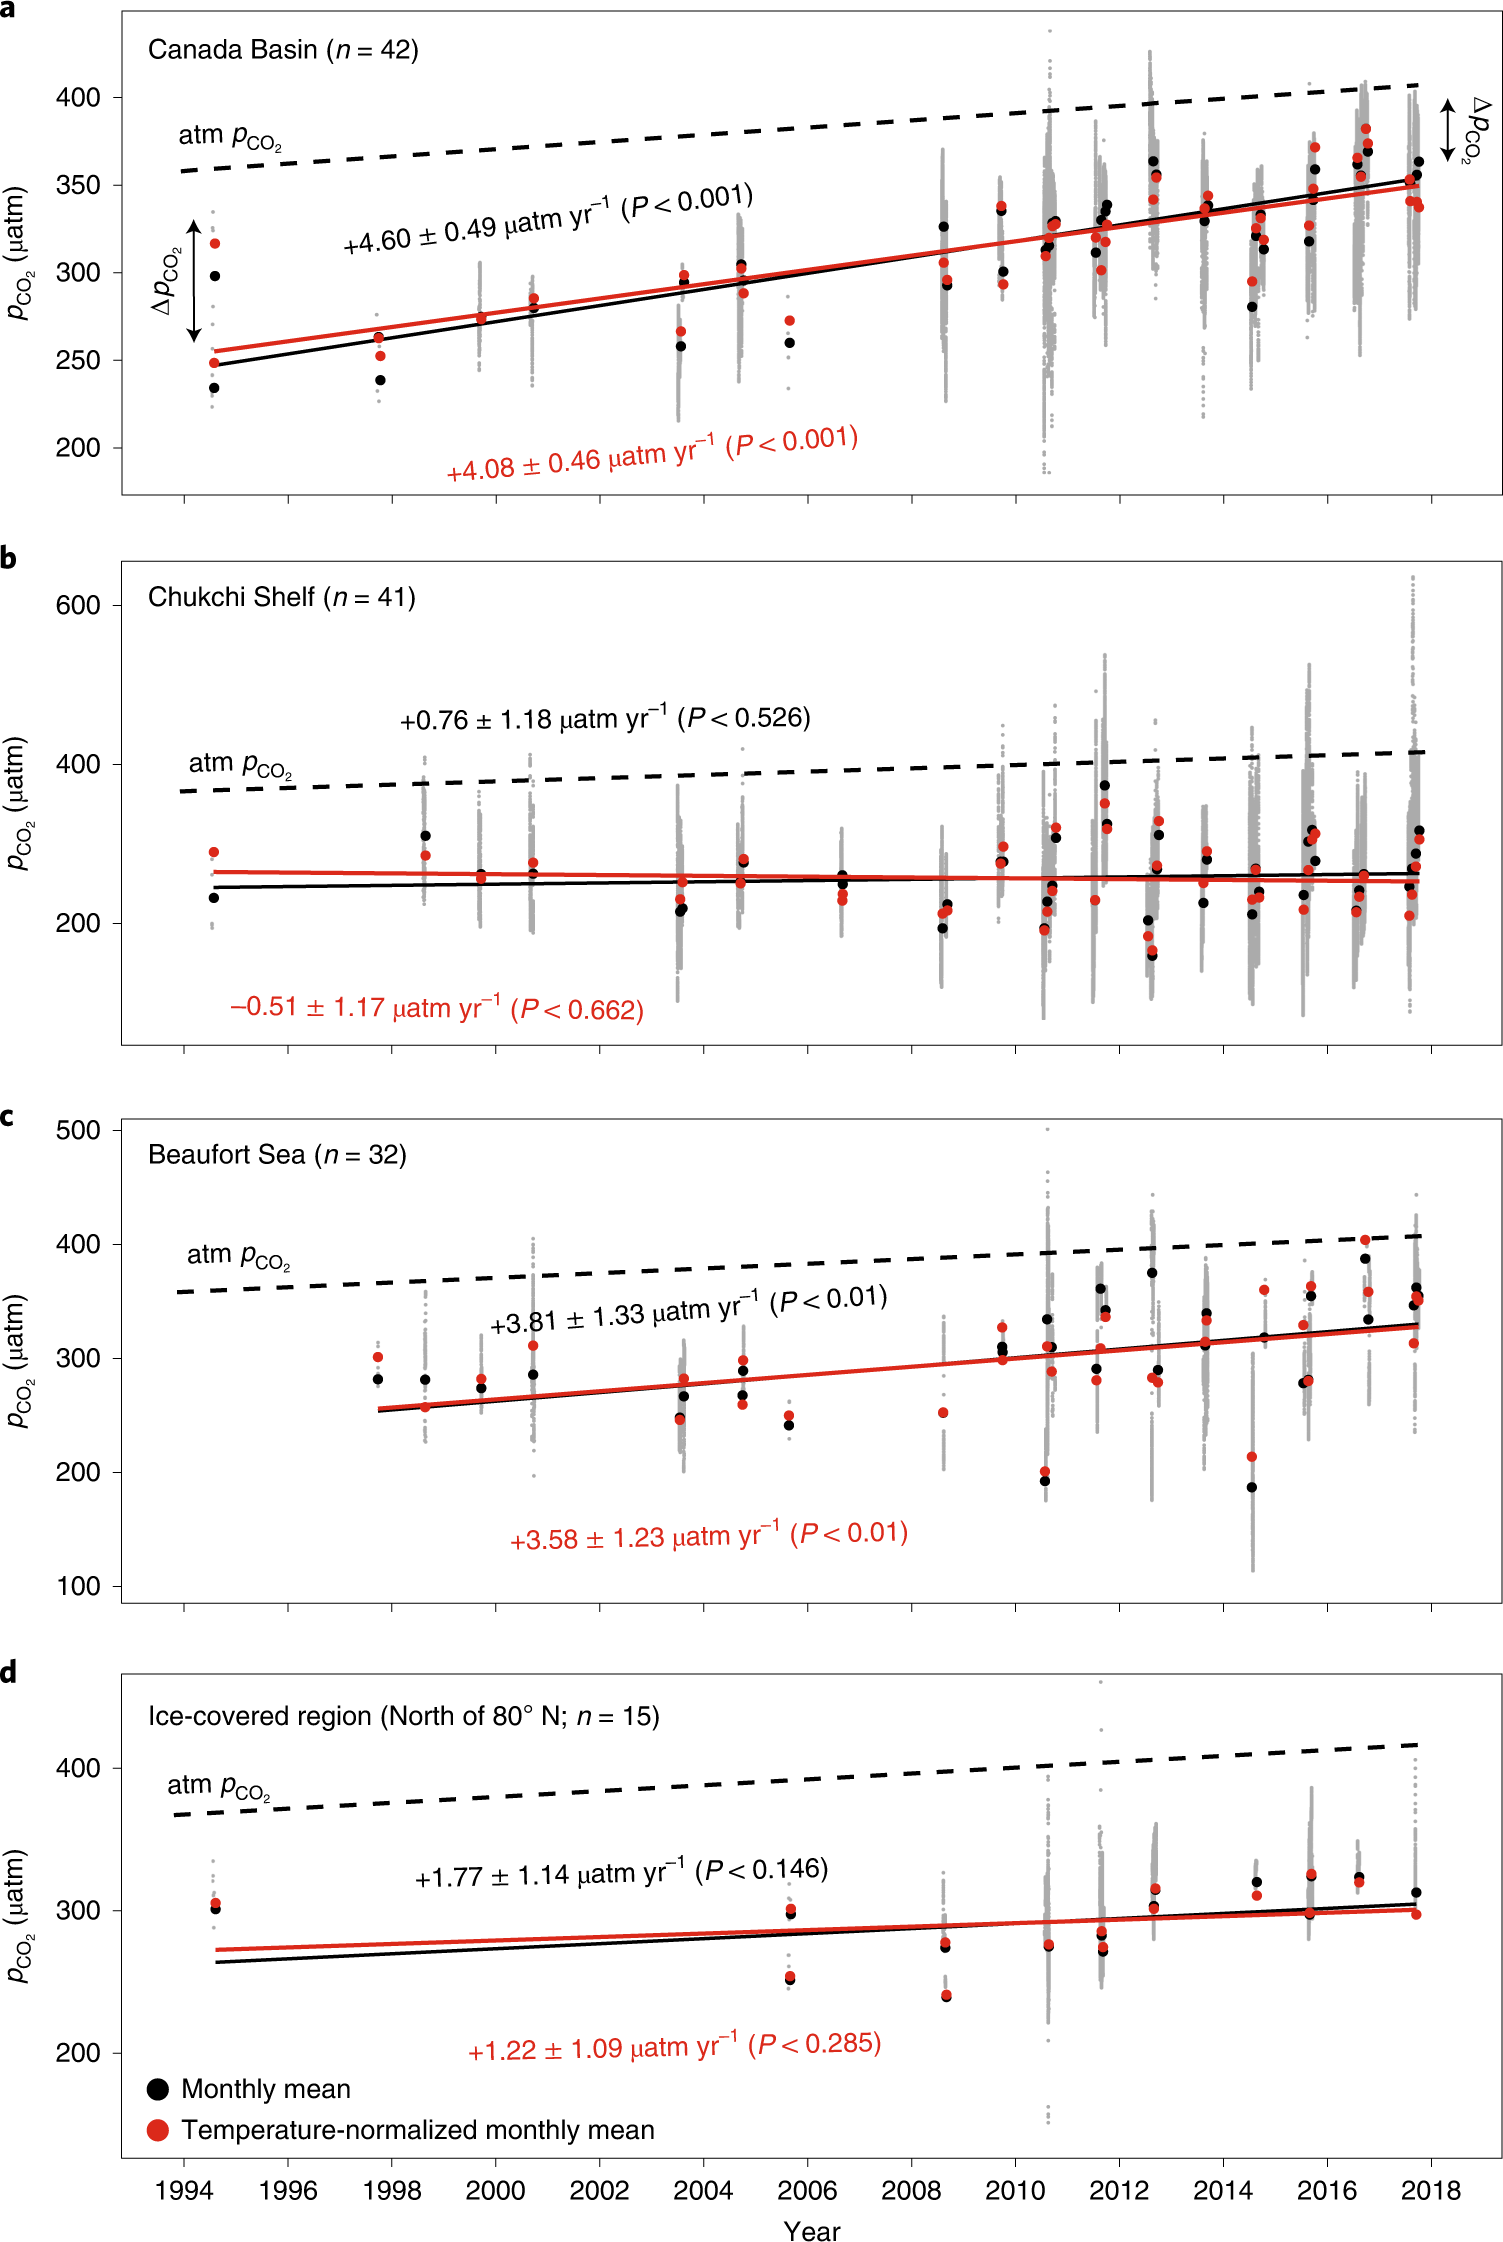 a
Canada Basin (n = 42)
400
350
300
250
200
pCO2 (µatm)
atm pCO2
ΔpCO2
ΔpCO2
+4.60 ± 0.49 µatm yr−1 (P < 0.001)
+4.08 ± 0.46 µatm yr−1 (P < 0.001)
b
Chukchi Shelf (n = 41)
600
400
200
pCO2 (µatm)
+0.76 ± 1.18 µatm yr−1 (P < 0.526)
atm pCO2
−0.51 ± 1.17 µatm yr−1 (P < 0.662)
c
Beaufort Sea (n = 32)
500
400
300
200
100
pCO2 (µatm)
atm pCO2
+3.81 ± 1.33 µatm yr−1 (P < 0.01)
+3.58 ± 1.23 µatm yr−1 (P < 0.01)
d
Ice-covered region (North of 80° N; n = 15)
400
300
200
pCO2 (µatm)
atm pCO2
+1.77 ± 1.14 µatm yr−1 (P < 0.146)
+1.22 ± 1.09 µatm yr−1 (P < 0.285)
Monthly mean
Temperature-normalized monthly mean
1994 1996 1998 2000 2002 2004 2006 2008 2010 2012 2014 2016 2018
Year